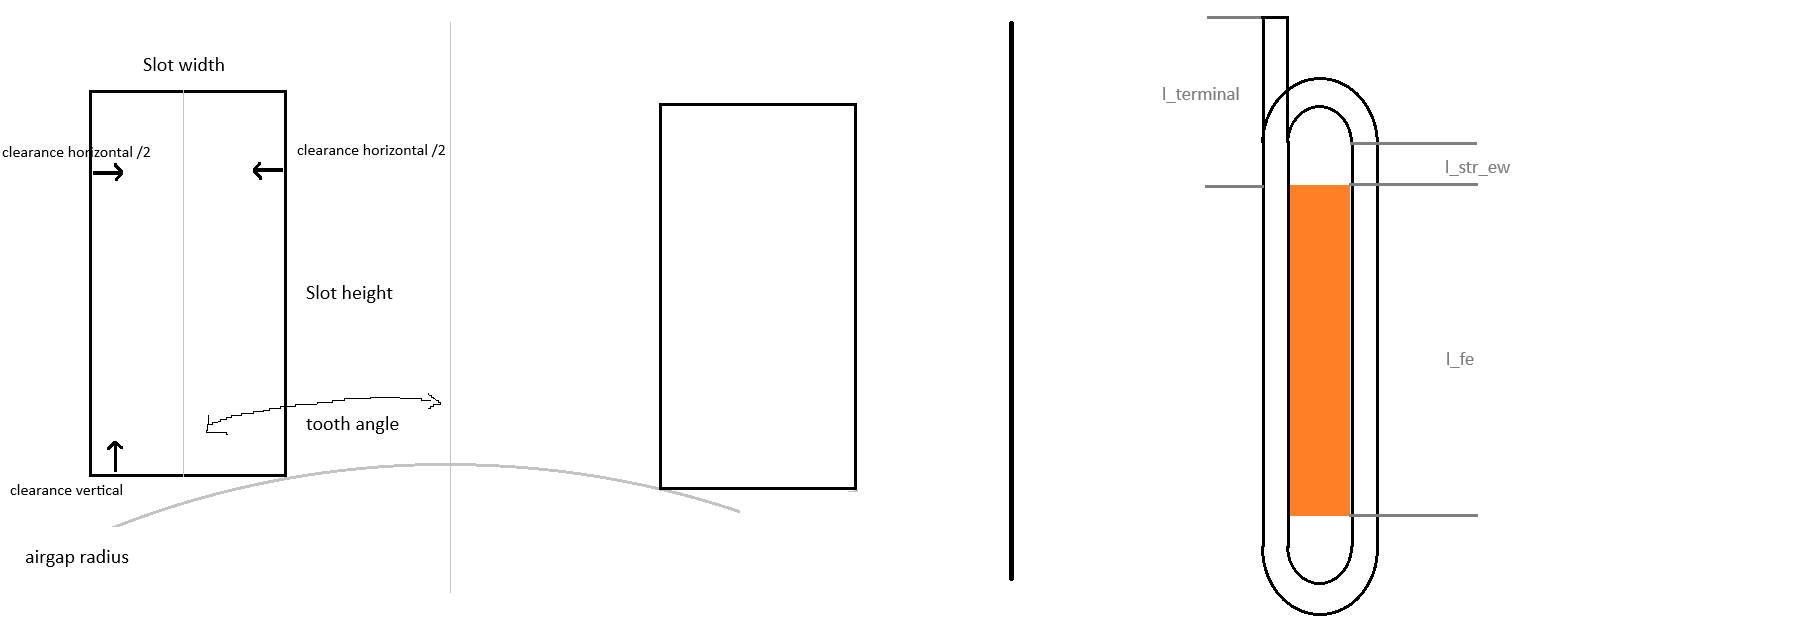 Slot width
clearance horizontal /2
clearance horizontal /2
Slot height
tooth angle
clearance vertical
airgap radius
l_terminal
l_str_ew
l_fe